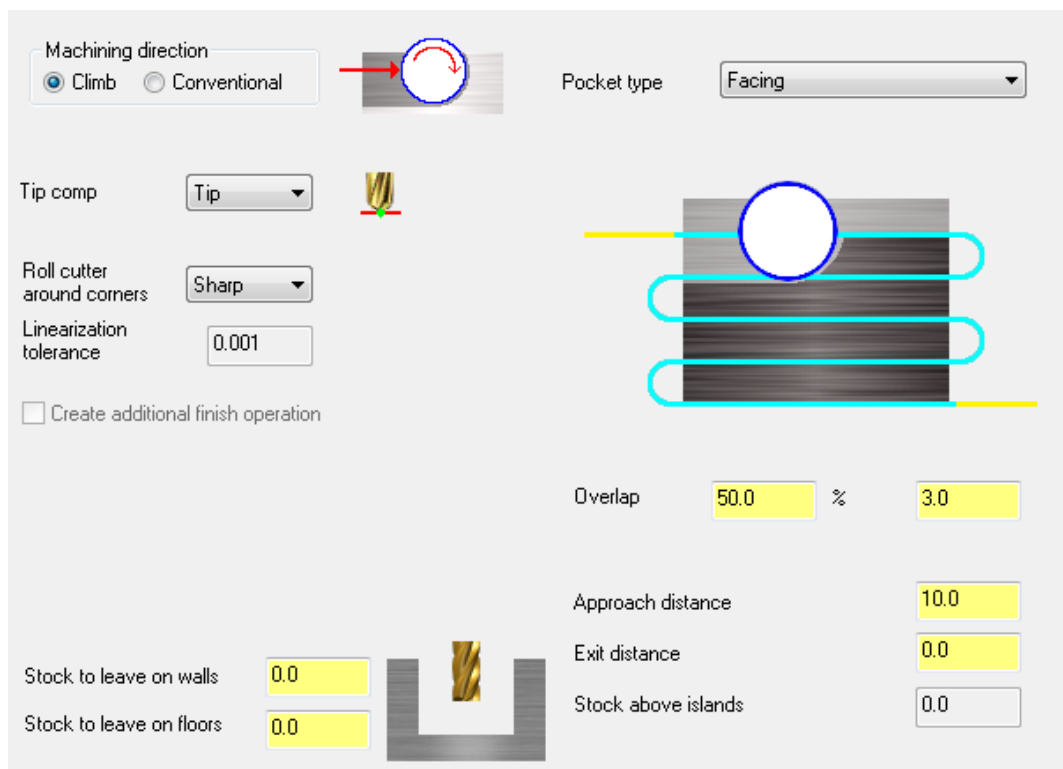 Machining direction
Climb Conventional
Pocket type Facing
Tip comp Tip
Roll cutter
around corners Sharp
Linearization
tolerance 0.001
Create additional finish operation
Overlap 50.0 % 3.0
Approach distance 10.0
Exit distance 0.0
Stock to leave on walls 0.0
Stock above islands 0.0
Stock to leave on floors 0.0